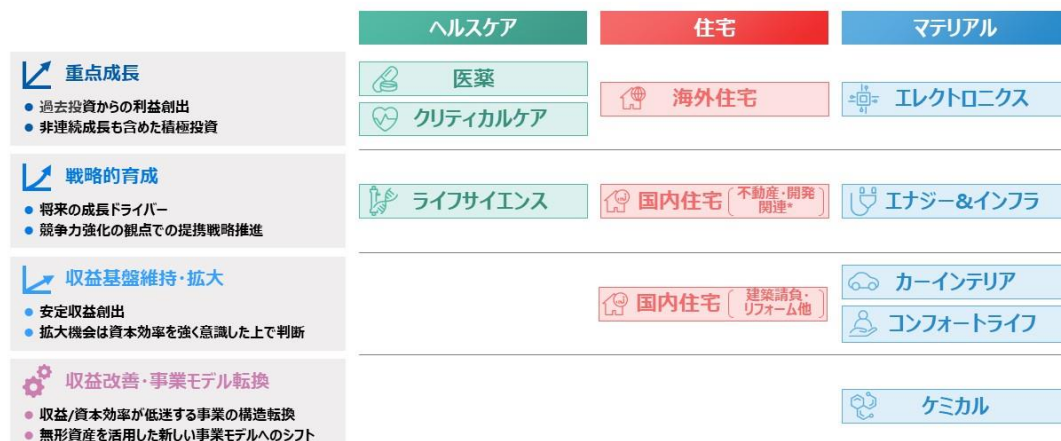 ヘルスケア
住宅
マテリアル
重点成長
● 過去投資からの利益創出
● 非連続成長も含めた積極投資
医薬
クリティカルケア
海外住宅
エレクトロニクス
戦略的育成
● 将来の成長ドライバー
● 競争力強化の観点での提携戦略推進
ライフサイエンス
国内住宅 (不動産・開発
関連*)
エナジー&インフラ
収益基盤維持・拡大
● 安定収益創出
● 拡大機会は資本効率を強く意識した上で判断
国内住宅 (建築請負・
リフォーム他)
カーインテリア
コンフォートライフ
収益改善・事業モデル転換
● 収益/資本効率が低迷する事業の構造転換
● 無形資産を活用した新しい事業モデルへのシフト
ケミカル